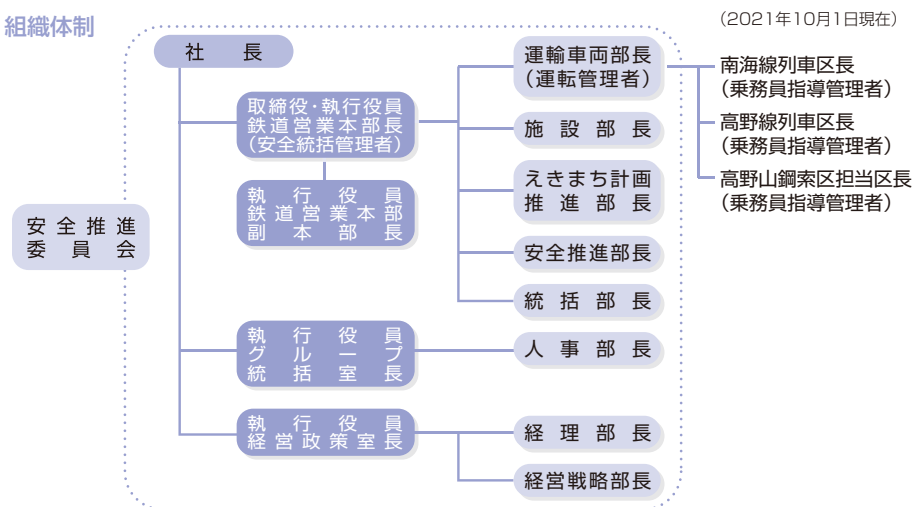 組織体制
（2021年10月1日現在）
社長
取締役・執行役員
鉄道営業本部長
（安全統括管理者）
執行役員
鉄道営業本部
副本部長
安全推進
委員会
執行役員
グループ
統括室長
執行役員
経営政策室長
運輸車両部長
（運転管理者）
施設部長
えきまち計画
推進部長
安全推進部長
統括部長
人事部長
経理部長
経営戦略部長
南海線列車区長
（乗務員指導管理者）
高野線列車区長
（乗務員指導管理者）
高野山鋼索区担当区長
（乗務員指導管理者）